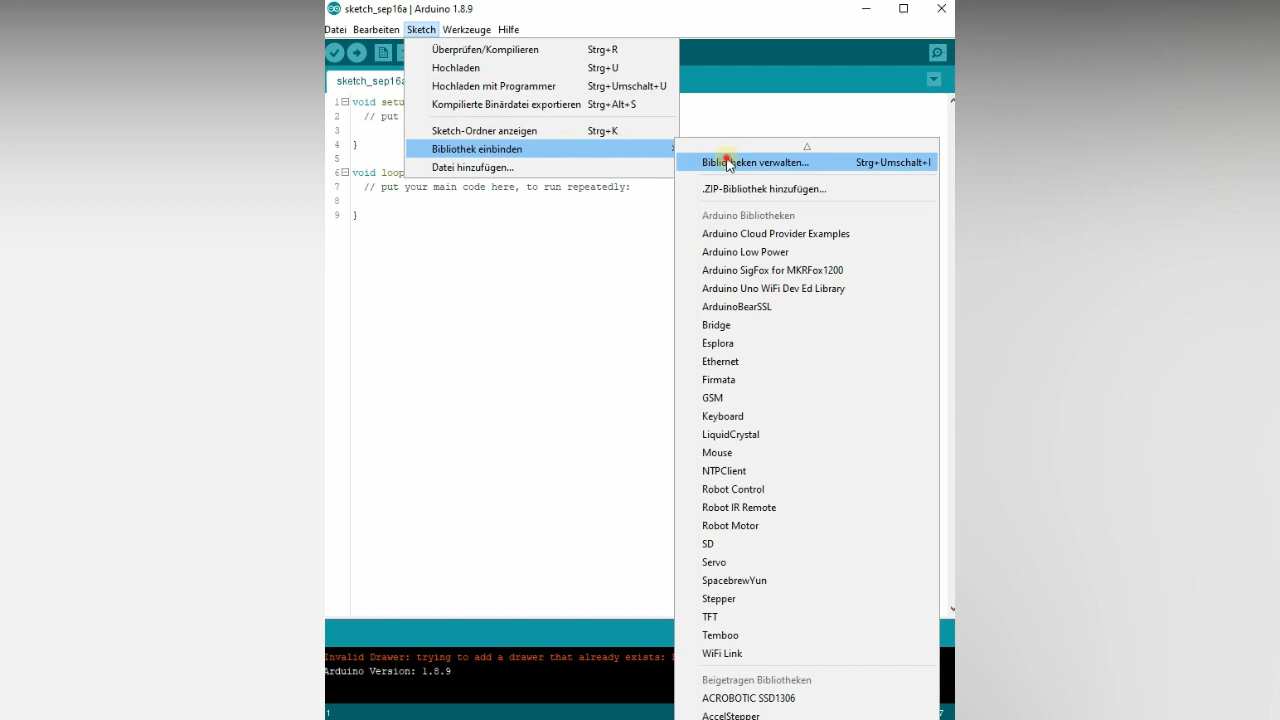 sketch_sep16a | Arduino 1.8.9
Datei Bearbeiten Sketch Werkzeuge Hilfe
Überprüfen/Kompilieren Strg+R
Hochladen Strg+U
Hochladen mit Programmer Strg+Umschalt+U
Kompilierte Binärdatei exportieren Strg+Alt+S
Sketch-Ordner anzeigen Strg+K
Bibliothek einbinden
Datei hinzufügen...
sketch_sep16a
1 void setu
2 // put
3
4 }
5
6 void loop
7 // put your main code here, to run repeatedly:
8
9 }
Bibliotheken verwalten... Strg+Umschalt+I
.ZIP-Bibliothek hinzufügen...
Arduino Bibliotheken
Arduino Cloud Provider Examples
Arduino Low Power
Arduino SigFox for MKRFox1200
Arduino Uno WiFi Dev Ed Library
ArduinoBearSSL
Bridge
Esplora
Ethernet
Firmata
GSM
Keyboard
LiquidCrystal
Mouse
NTPClient
Robot Control
Robot IR Remote
Robot Motor
SD
Servo
SpacebrewYun
Stepper
TFT
Temboo
WiFi Link
Beigetragen Bibliotheken
ACROBOTIC SSD1306
AccelStepper
Invalid Drawer: trying to add a drawer that already exists:
Arduino Version: 1.8.9
1
7